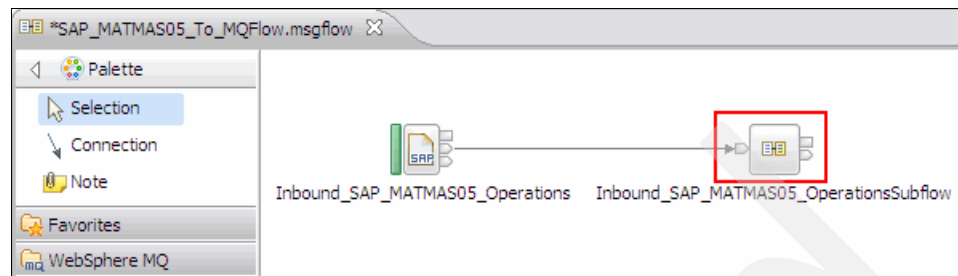 *SAP_MATMAS05_To_MQFlow.msgflow
Palette
Selection
Connection
Note
Favorites
WebSphere MQ
SAP
Inbound_SAP_MATMAS05_Operations
Inbound_SAP_MATMAS05_OperationsSubflow